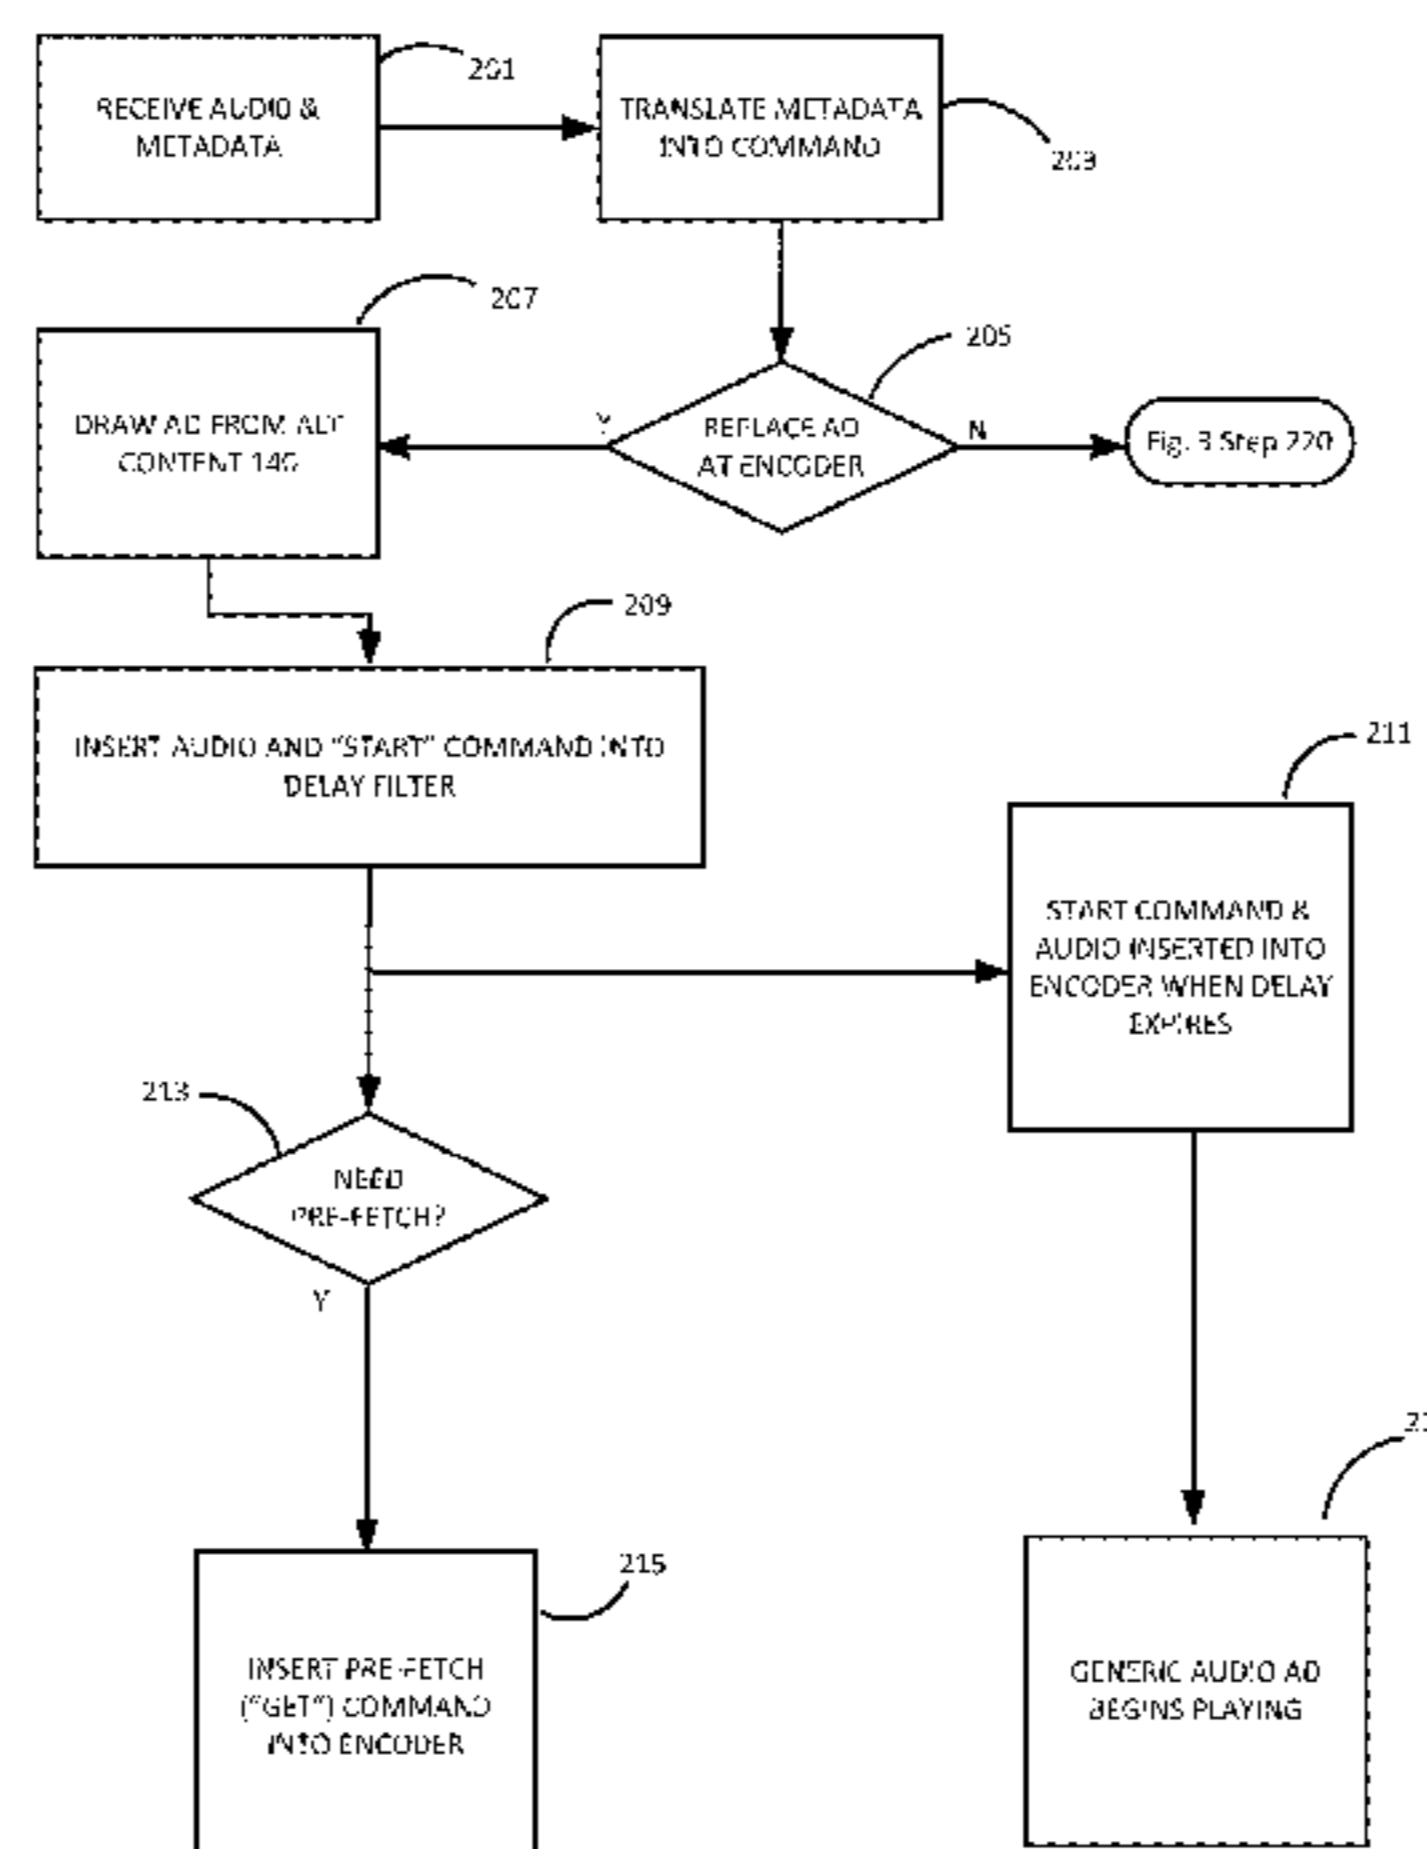 201
RECEIVE AUDIO &
METADATA
TRANSLATE METADATA
INTO COMMAND
203
207
205
DRAW AD FROM ALT
CONTENT 140
Y
REPLACE AD
AT ENCODER
N
Fig. 3 Step 220
209
INSERT AUDIO AND "START" COMMAND INTO
DELAY FILTER
211
START COMMAND &
AUDIO INSERTED INTO
ENCODER WHEN DELAY
EXPIRES
213
NEED
PRE-FETCH?
Y
215
INSERT PRE-FETCH
("GET") COMMAND
INTO ENCODER
GENERIC AUDIO AD
BEGINS PLAYING